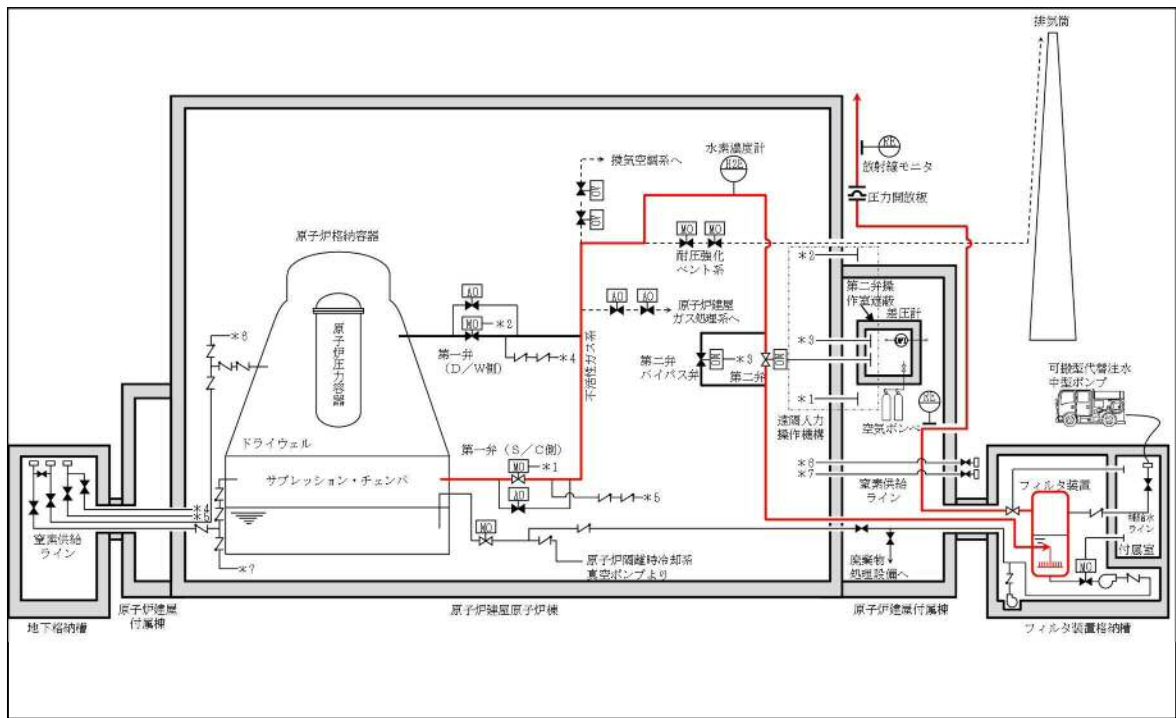 排気筒
水素濃度計
H2E
換気空調系へ
AO
AO
RE
放射線モニタ
圧力開放板
原子炉格納容器
MO
MO
耐圧強化
ベント系
*2
第二弁操
作室遮蔽
差圧計
原子炉圧力容器
AO
MO
*2
AO
AO
原子炉建屋
ガス処理系へ
*6
*4
第一弁
(D/W側)
不活性ガス系
*3
第二弁
バイパス弁
MO
*3
第二弁
MO
可搬型代替注水
中型ポンプ
*1
遠隔人力
操作機構
空気ボンベ
RE
ドライウェル
第一弁(S/C側)
MO
*1
サプレッション・チェンバ
AO
*5
*6
*7
窒素供給
ライン
フィルタ装置
*4
*5
窒素供給
ライン
MO
補給水
ライン
付属室
MO
*7
原子炉隔離時冷却系
真空ポンプより
廃棄物
処理設備へ
地下格納槽
原子炉建屋
付属棟
原子炉建屋原子炉棟
原子炉建屋付属棟
フィルタ装置格納槽